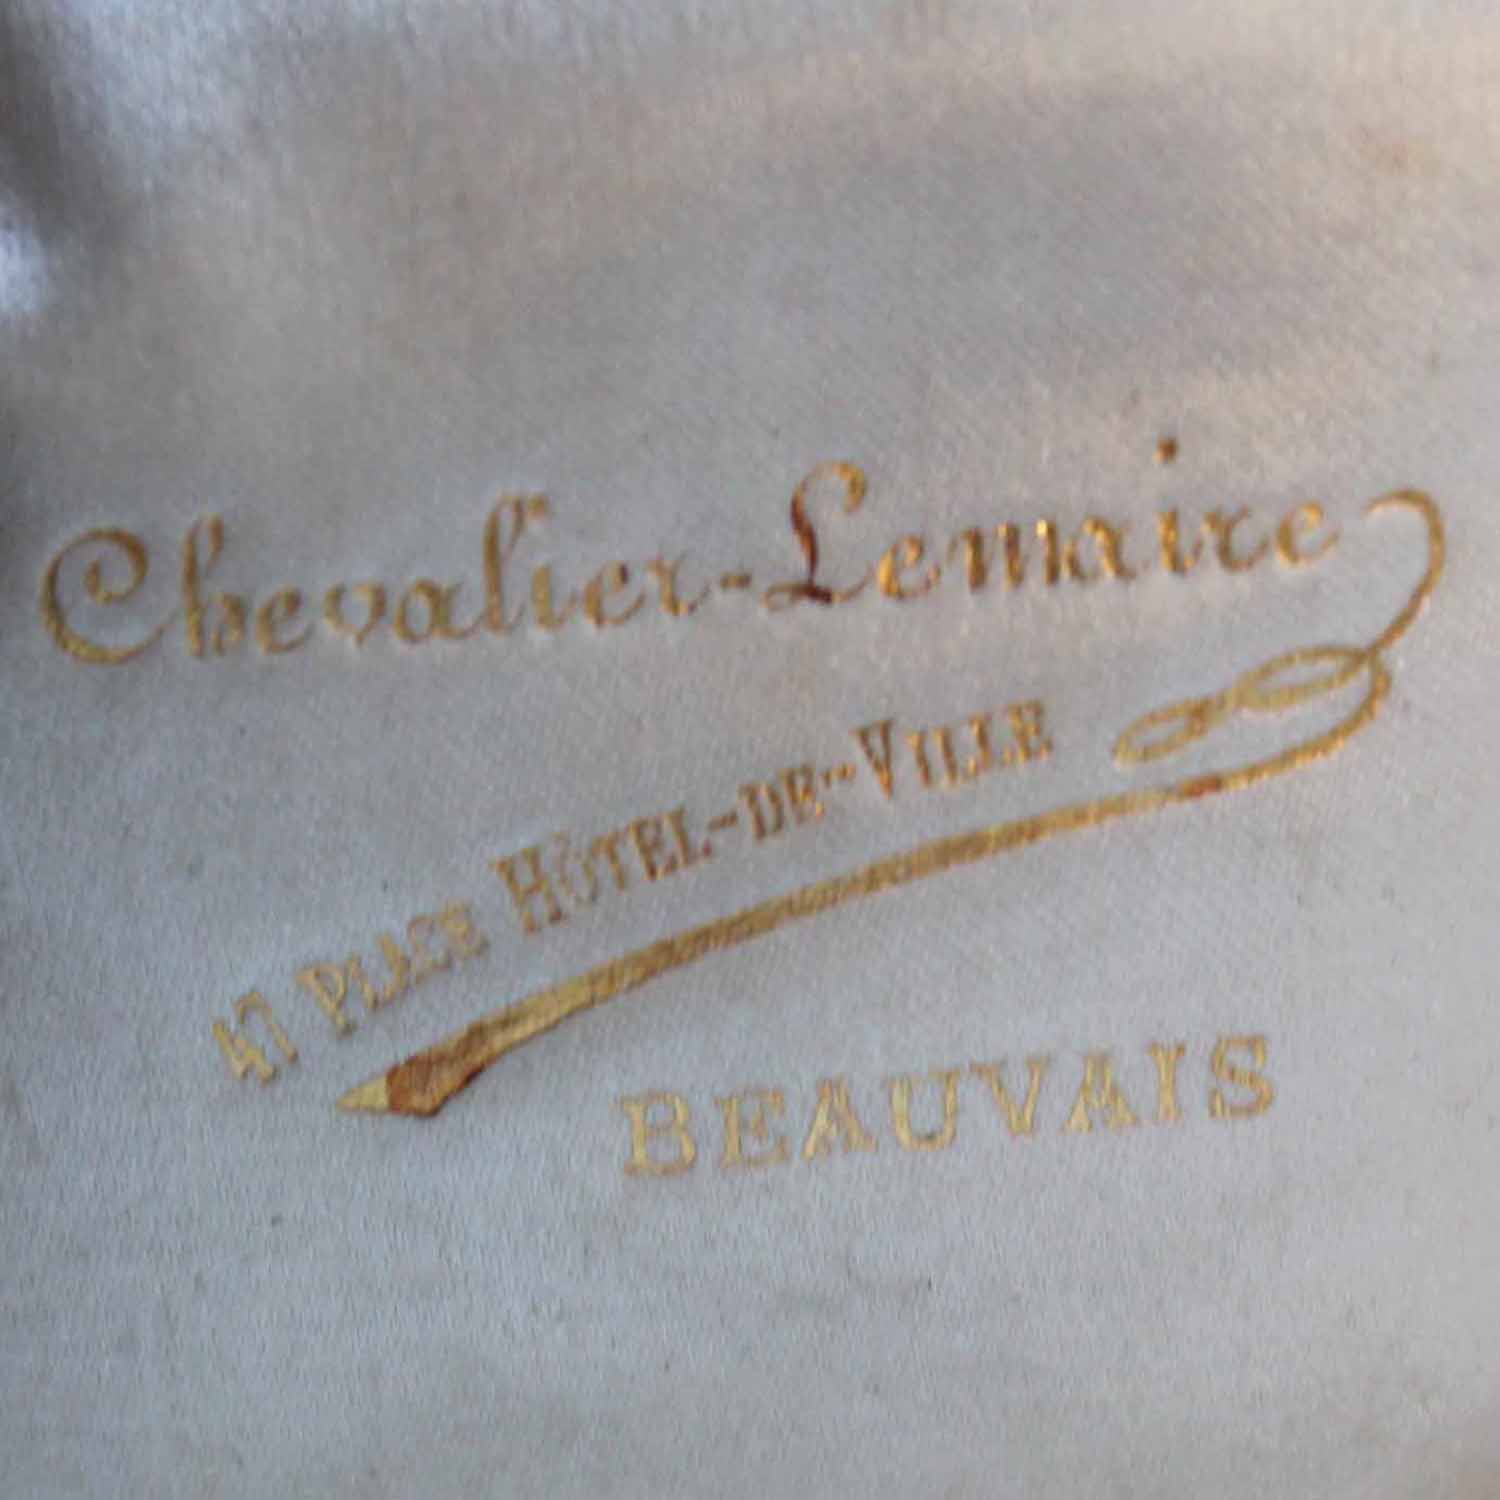 Chevalier-Lemaire
47 PLACE HÔTEL-DE-VILLE
BEAUVAIS